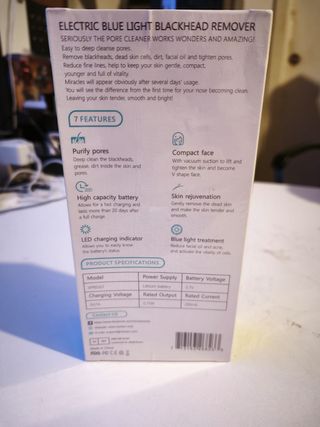 ELECTRIC BLUE LIGHT BLACKHEAD REMOVER
SERIOUSLY THE PORE CLEANER WORKS WONDERS AND AMAZING!
Easy to deep cleanse pores.
Remove blackheads, dead skin cells, dirt, facial oil and tighten pores.
Reduce fine lines, help to keep your skin gentle, compact,
younger and full of vitality.
Miracles will appear obviously after several days' usage.
You will see the difference from the first time for your nose becoming clean.
Leaving your skin tender, smooth and bright!
7 FEATURES
Purify pores
Deep clean the blackheads,
grease, dirt inside the skin and
pores.
Compact face
With vacuum suction to lift and
tighten the skin and become
V shape face.
High capacity battery
Allows for a fast charging and
lasts more than 20 days after
a full charge
Skin rejuvenation
Gently remove the dead skin
and make the skin tender and
smooth.
LED charging indicator
Allows you to easily know
the battery's status
Blue light treatment
Reduce facial oil and acne,
and activate the vitality of cells.
PRODUCT SPECIFICATIONS
Model
Power Supply
Battery Voltage
Lithium battery
3.7V
Charging Voltage
Rated Output
Rated Current
Contact US
Made in China